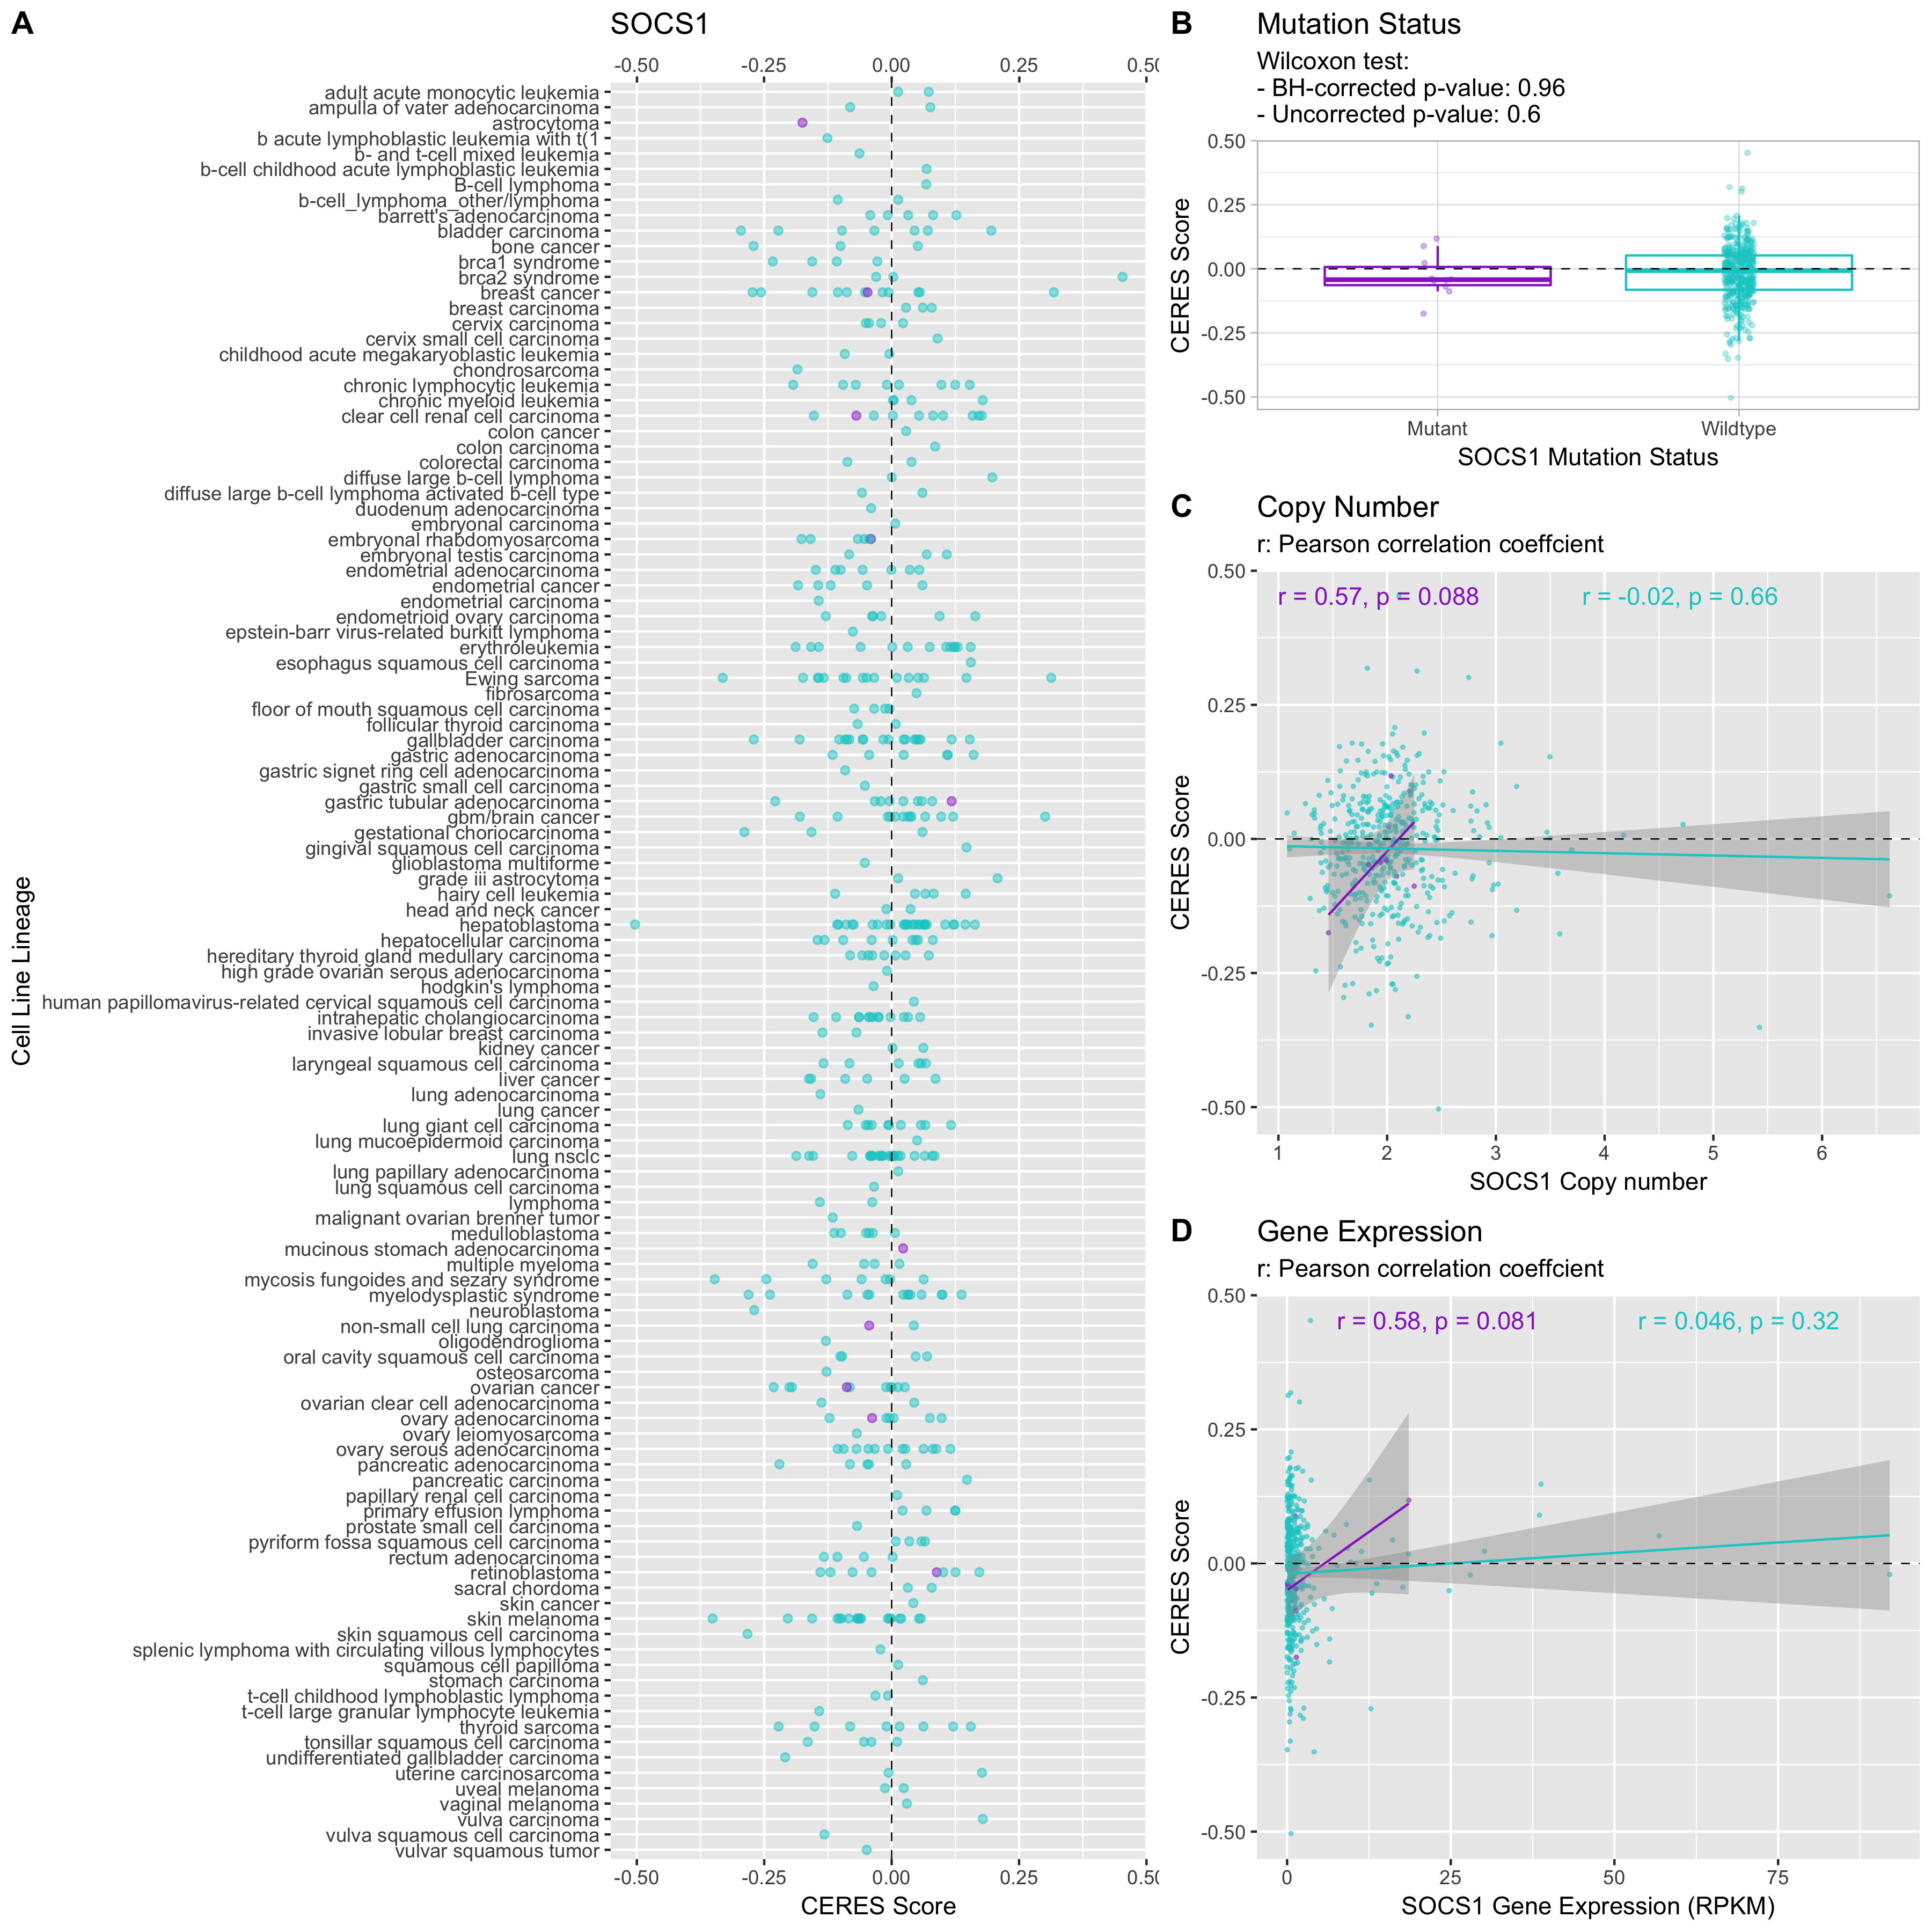 A
SOCS1
-0.50 -0.25 0.00 0.25 0.50
adult acute monocytic leukemia
ampulla of vater adenocarcinoma
astrocytoma
b acute lymphoblastic leukemia with t(1
b- and t-cell mixed leukemia
b-cell childhood acute lymphoblastic leukemia
B-cell lymphoma
b-cell_lymphoma_other/lymphoma
barrett's adenocarcinoma
bladder carcinoma
bone cancer
brca1 syndrome
brca2 syndrome
breast cancer
breast carcinoma
cervix carcinoma
cervix small cell carcinoma
childhood acute megakaryoblastic leukemia
chondrosarcoma
chronic lymphocytic leukemia
chronic myeloid leukemia
clear cell renal cell carcinoma
colon cancer
colon carcinoma
colorectal carcinoma
diffuse large b-cell lymphoma
diffuse large b-cell lymphoma activated b-cell type
duodenum adenocarcinoma
embryonal carcinoma
embryonal rhabdomyosarcoma
embryonal testis carcinoma
endometrial adenocarcinoma
endometrial cancer
endometrial carcinoma
endometrioid ovary carcinoma
epstein-barr virus-related burkitt lymphoma
erythroleukemia
esophagus squamous cell carcinoma
Ewing sarcoma
fibrosarcoma
floor of mouth squamous cell carcinoma
follicular thyroid carcinoma
gallbladder carcinoma
gastric adenocarcinoma
gastric signet ring cell adenocarcinoma
gastric small cell carcinoma
gastric tubular adenocarcinoma
gbm/brain cancer
gestational choriocarcinoma
gingival squamous cell carcinoma
glioblastoma multiforme
grade iii astrocytoma
hairy cell leukemia
head and neck cancer
hepatoblastoma
hepatocellular carcinoma
hereditary thyroid gland medullary carcinoma
high grade ovarian serous adenocarcinoma
hodgkin's lymphoma
human papillomavirus-related cervical squamous cell carcinoma
intrahepatic cholangiocarcinoma
invasive lobular breast carcinoma
kidney cancer
laryngeal squamous cell carcinoma
liver cancer
lung adenocarcinoma
lung cancer
lung giant cell carcinoma
lung mucoepidermoid carcinoma
lung nsclc
lung papillary adenocarcinoma
lung squamous cell carcinoma
lymphoma
malignant ovarian brenner tumor
medulloblastoma
mucinous stomach adenocarcinoma
multiple myeloma
mycosis fungoides and sezary syndrome
myelodysplastic syndrome
neuroblastoma
non-small cell lung carcinoma
oligodendroglioma
oral cavity squamous cell carcinoma
osteosarcoma
ovarian cancer
ovarian clear cell adenocarcinoma
ovary adenocarcinoma
ovary leiomyosarcoma
ovary serous adenocarcinoma
pancreatic adenocarcinoma
pancreatic carcinoma
papillary renal cell carcinoma
primary effusion lymphoma
prostate small cell carcinoma
pyriform fossa squamous cell carcinoma
rectum adenocarcinoma
retinoblastoma
sacral chordoma
skin cancer
skin melanoma
skin squamous cell carcinoma
splenic lymphoma with circulating villous lymphocytes
squamous cell papilloma
stomach carcinoma
t-cell childhood lymphoblastic lymphoma
t-cell large granular lymphocyte leukemia
thyroid sarcoma
tonsillar squamous cell carcinoma
undifferentiated gallbladder carcinoma
uterine carcinosarcoma
uveal melanoma
vaginal melanoma
vulva carcinoma
vulva squamous cell carcinoma
vulvar squamous tumor
-0.50 -0.25 0.00 0.25 0.50
CERES Score
Cell Line Lineage
B
Mutation Status
Wilcoxon test:
- BH-corrected p-value: 0.96
- Uncorrected p-value: 0.6
0.50
0.25
0.00
-0.25
-0.50
CERES Score
Mutant Wildtype
SOCS1 Mutation Status
C
Copy Number
r: Pearson correlation coeffcient
r = 0.57, p = 0.088 r = -0.02, p = 0.66
0.50
0.25
0.00
-0.25
-0.50
CERES Score
1 2 3 4 5 6
SOCS1 Copy number
D
Gene Expression
r: Pearson correlation coeffcient
r = 0.58, p = 0.081 r = 0.046, p = 0.32
0.50
0.25
0.00
-0.25
-0.50
CERES Score
0 25 50 75
SOCS1 Gene Expression (RPKM)